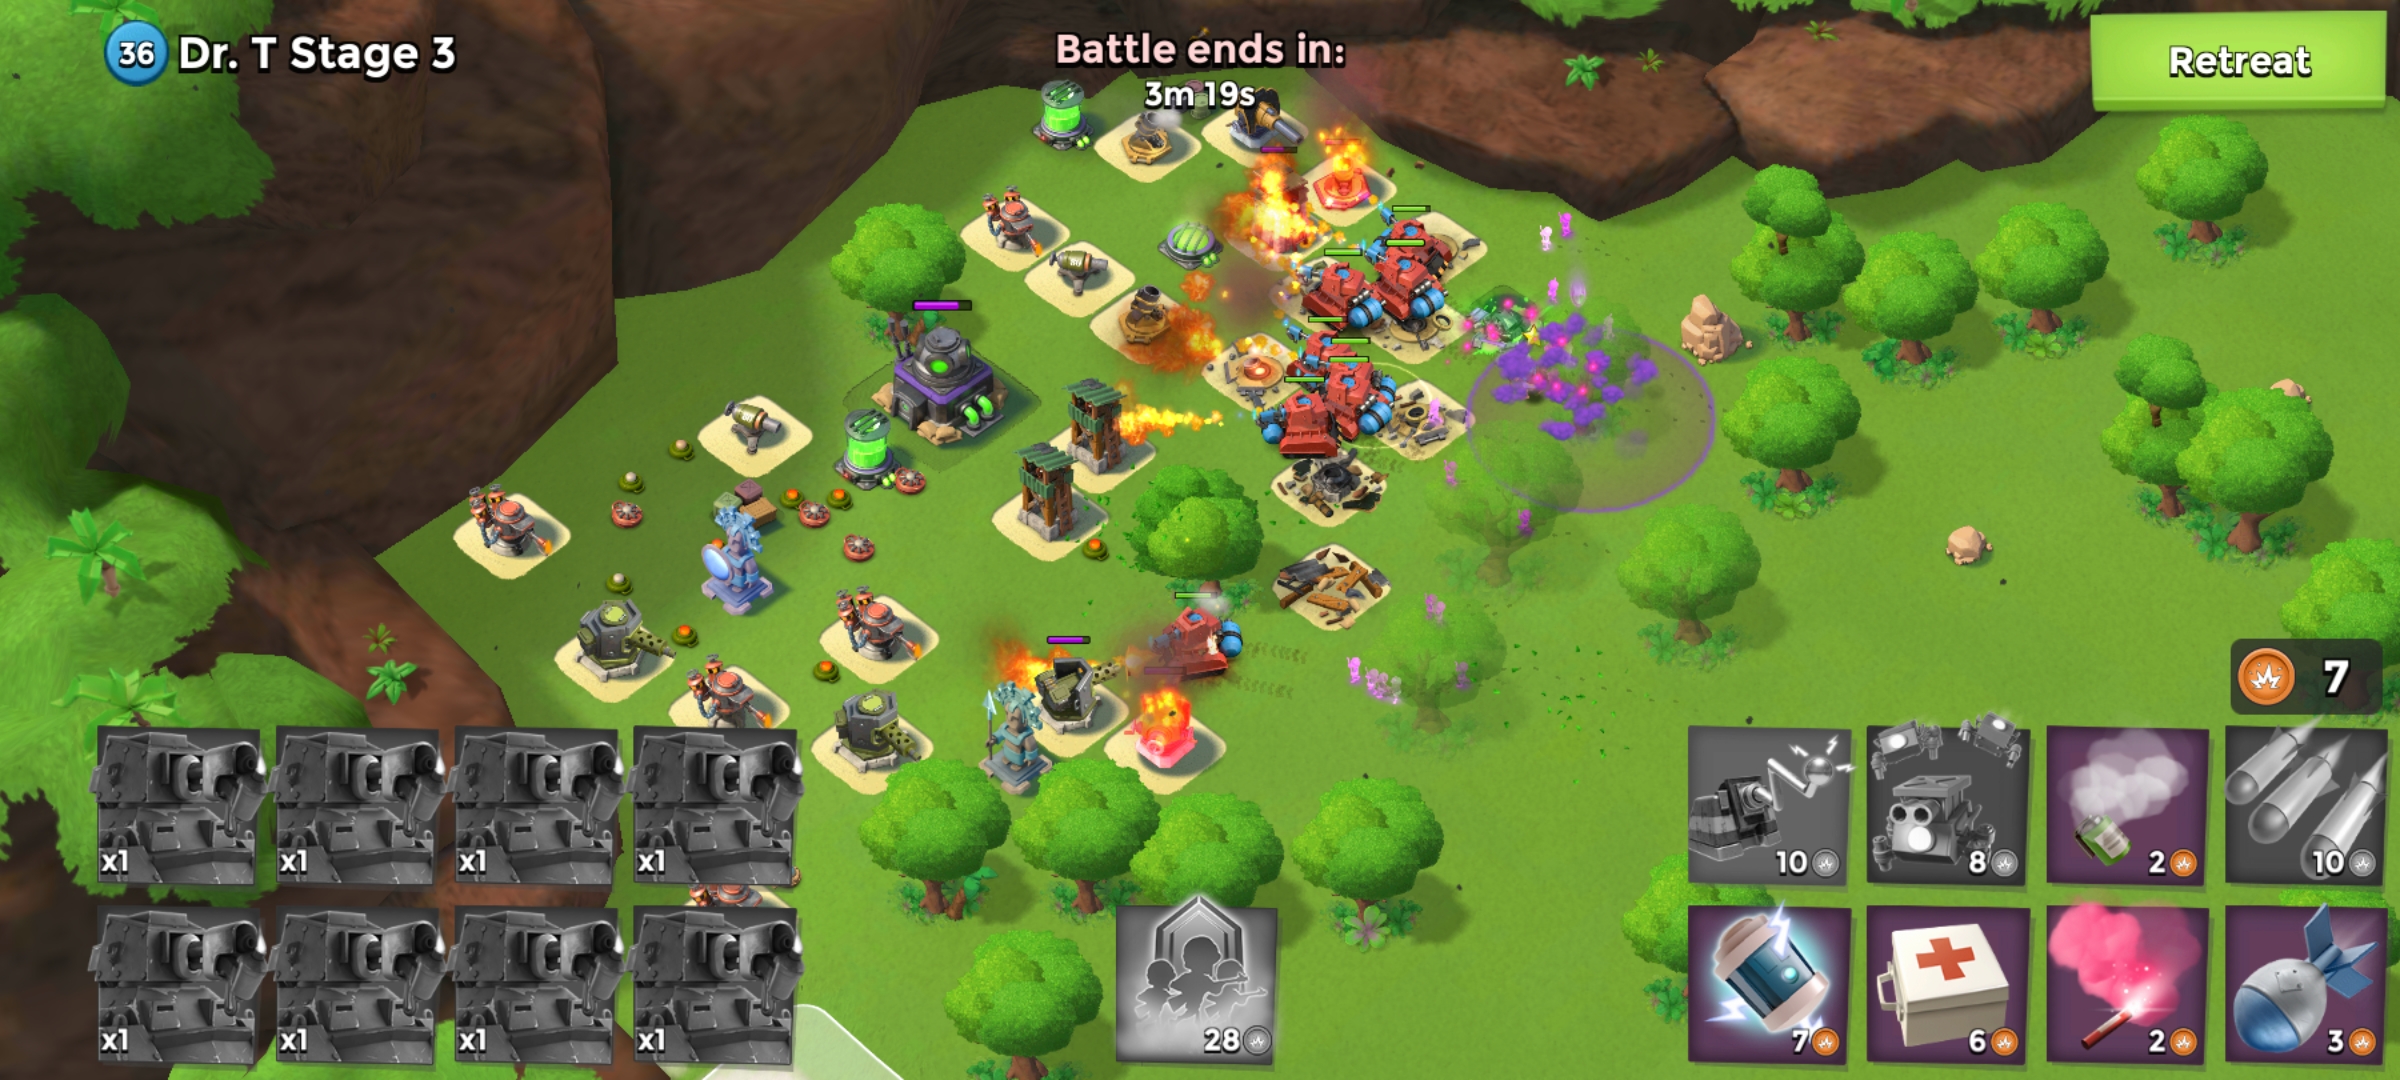 36 Dr. T Stage 3
Battle ends in:
3m 19s
Retreat
7
x1 x1 x1 x1
10 8 2 10
x1 x1 x1 x1
28
7 6 2 3